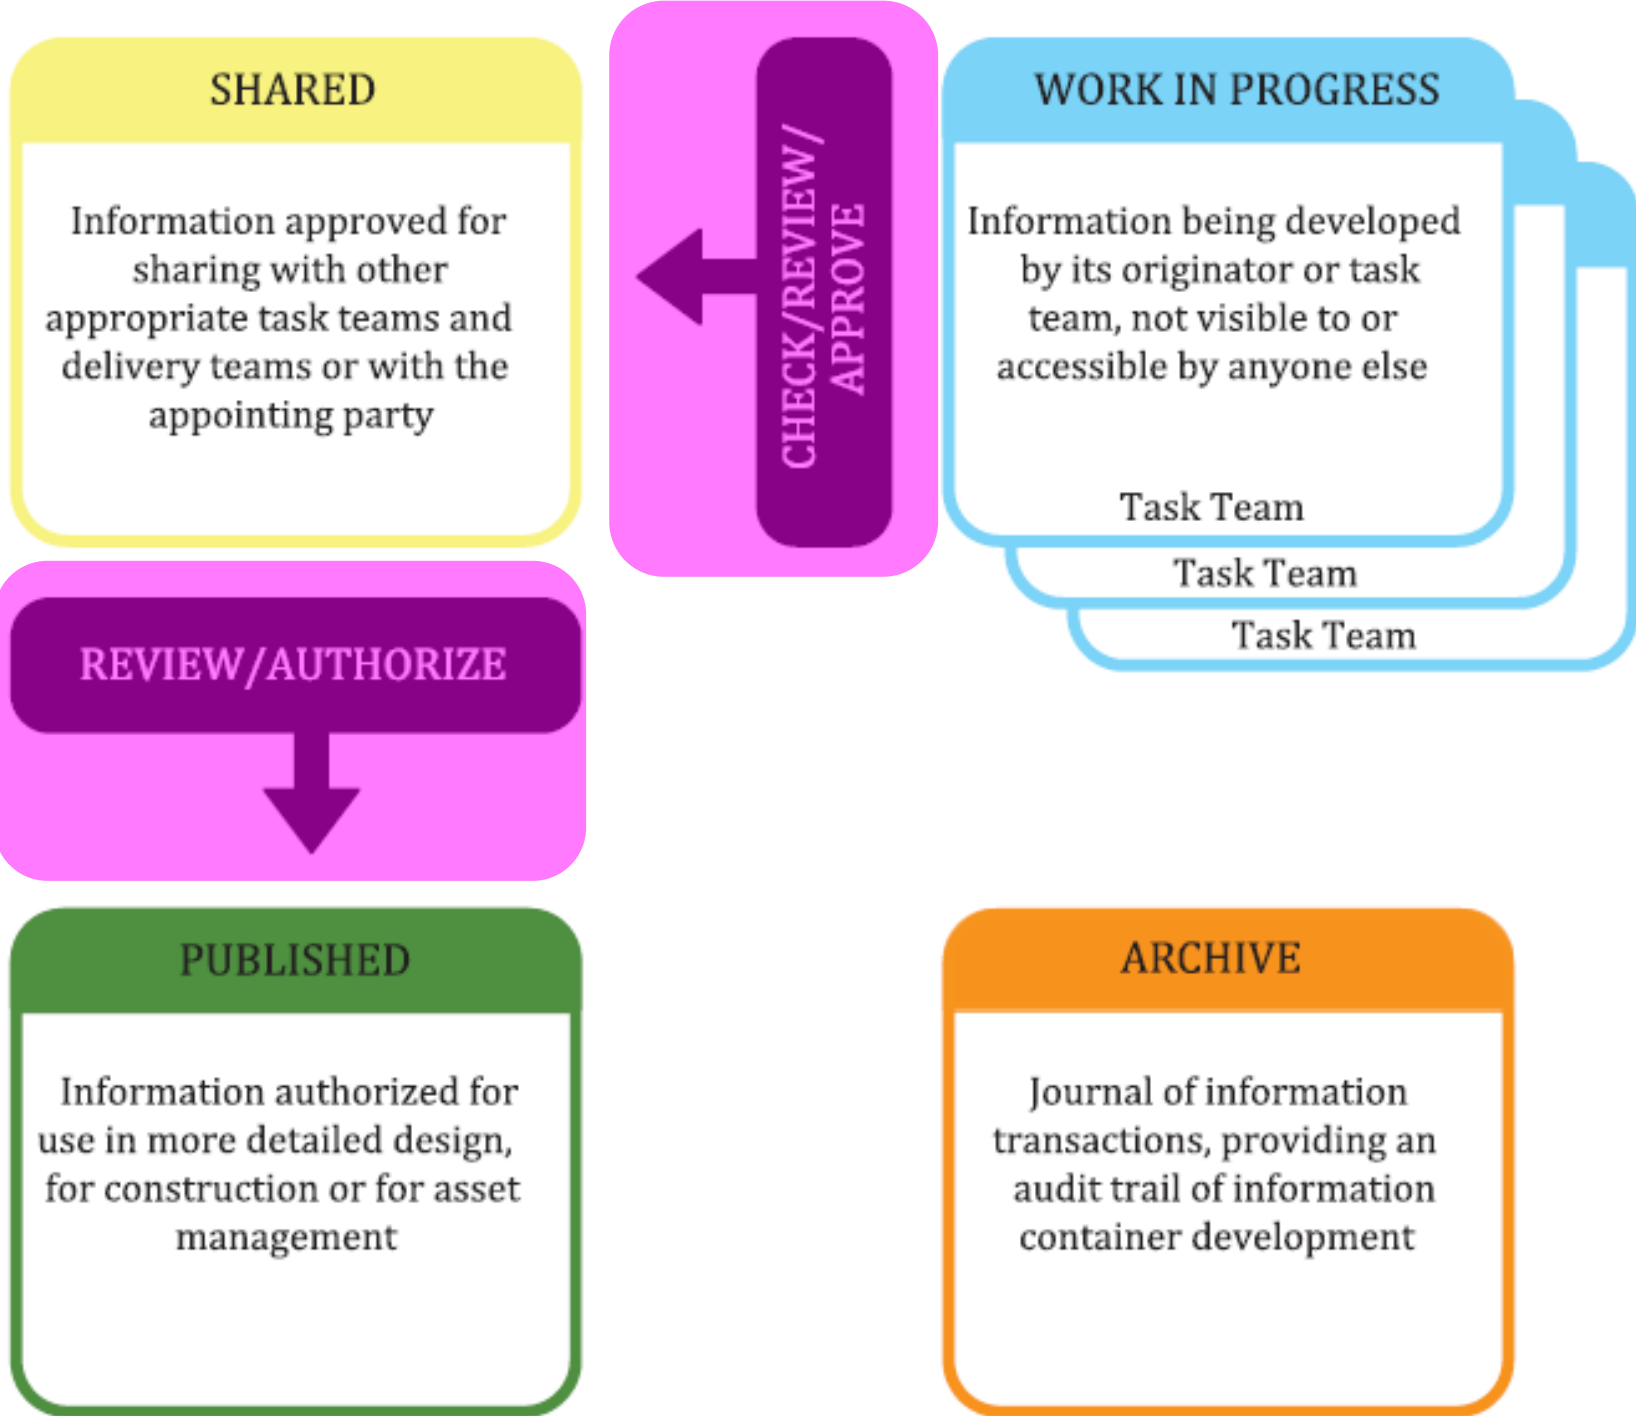 SHARED
Information approved for
sharing with other
appropriate task teams and
delivery teams or with the
appointing party
CHECK/REVIEW/
APPROVE
WORK IN PROGRESS
Information being developed
by its originator or task
team, not visible to or
accessible by anyone else
Task Team
Task Team
Task Team
REVIEW/AUTHORIZE
PUBLISHED
Information authorized for
use in more detailed design,
for construction or for asset
management
ARCHIVE
Journal of information
transactions, providing an
audit trail of information
container development